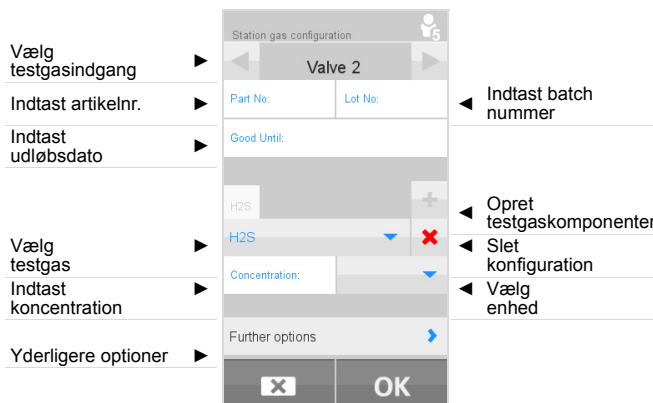 Station gas configuration
5
Vælg
testgasindgang
Valve 2
Indtast artikelnr.
Part No:
Lot No:
Indtast batch
nummer
Indtast
udløbsdato
Good Until:
H2S
Opret
testgaskomponenter
Vælg
testgas
H2S
Slet
konfiguration
Indtast
koncentration
Concentration:
Vælg
enhed
Yderligere optioner
Further options
OK